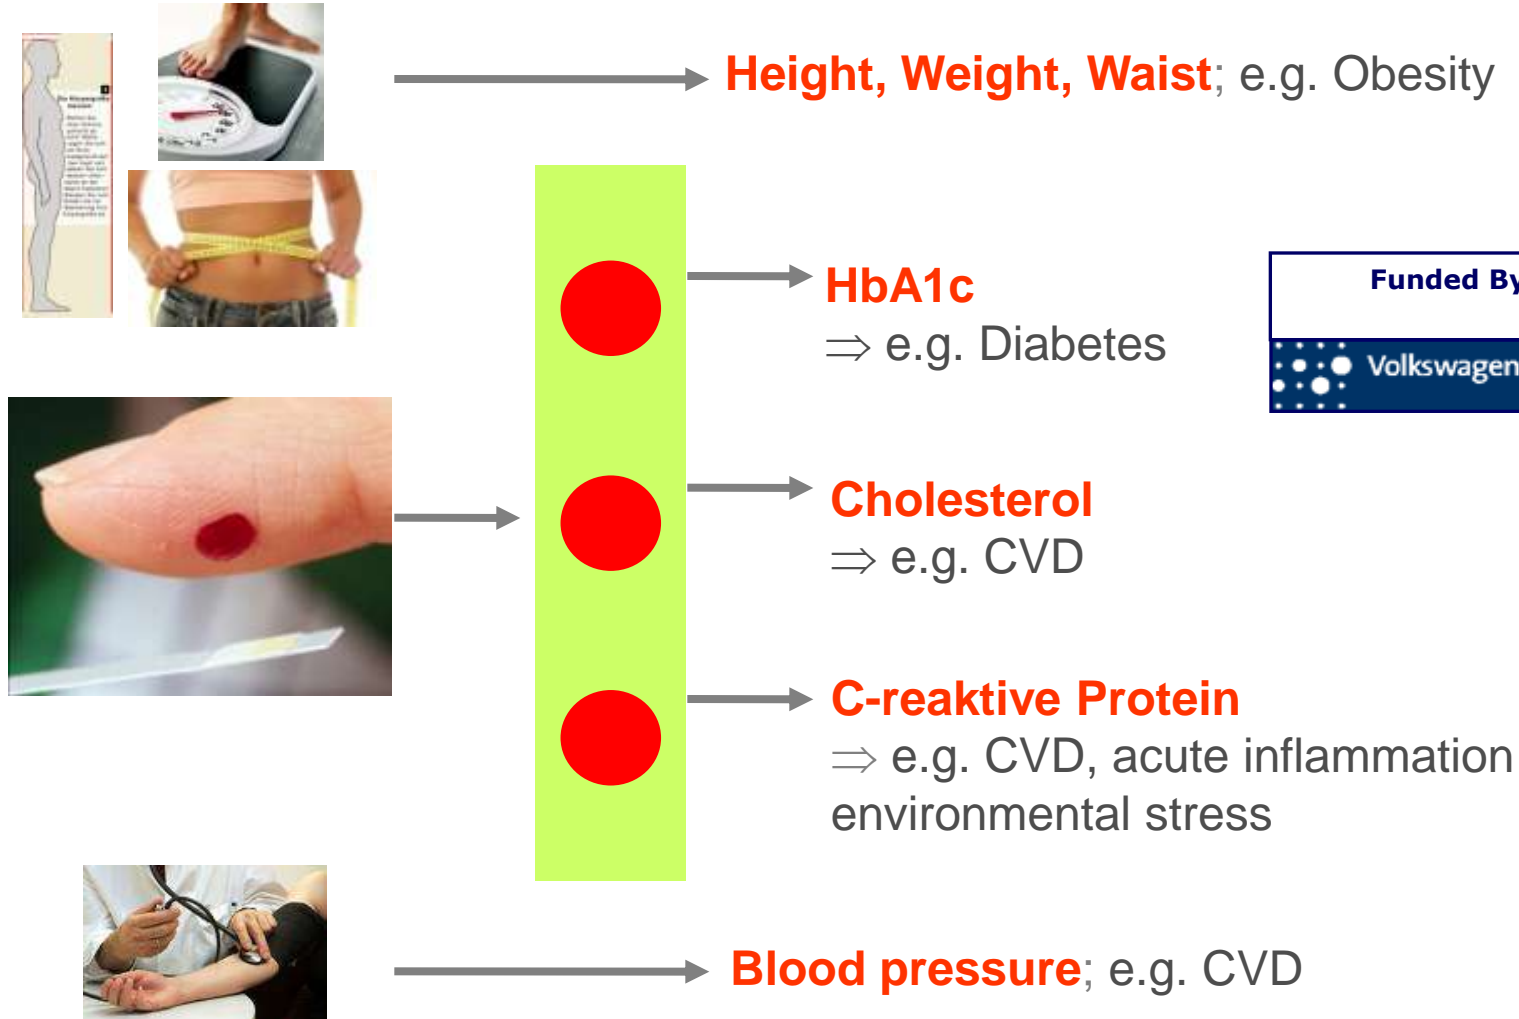 Height, Weight, Waist; e.g. Obesity
HbA1c
⇒ e.g. Diabetes
Funded By
Volkswagen
Cholesterol
⇒ e.g. CVD
C-reaktive Protein
⇒ e.g. CVD, acute inflammation
environmental stress
Blood pressure; e.g. CVD